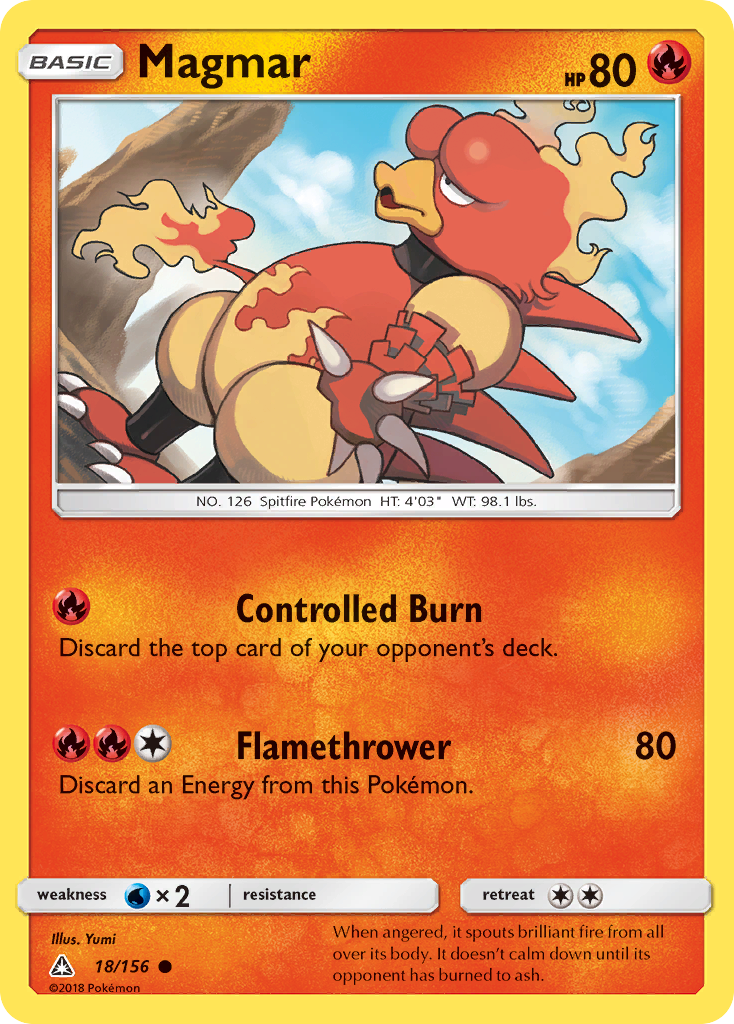 BASIC Magmar HP 80
NO. 126 Spitfire Pokémon HT: 4'03" WT: 98.1 lbs.
Controlled Burn
Discard the top card of your opponent's deck.
Flamethrower 80
Discard an Energy from this Pokémon.
weakness × 2 resistance retreat
Illus. Yumi
18/156
©2018 Pokémon
When angered, it spouts brilliant fire from all
over its body. It doesn't calm down until its
opponent has burned to ash.